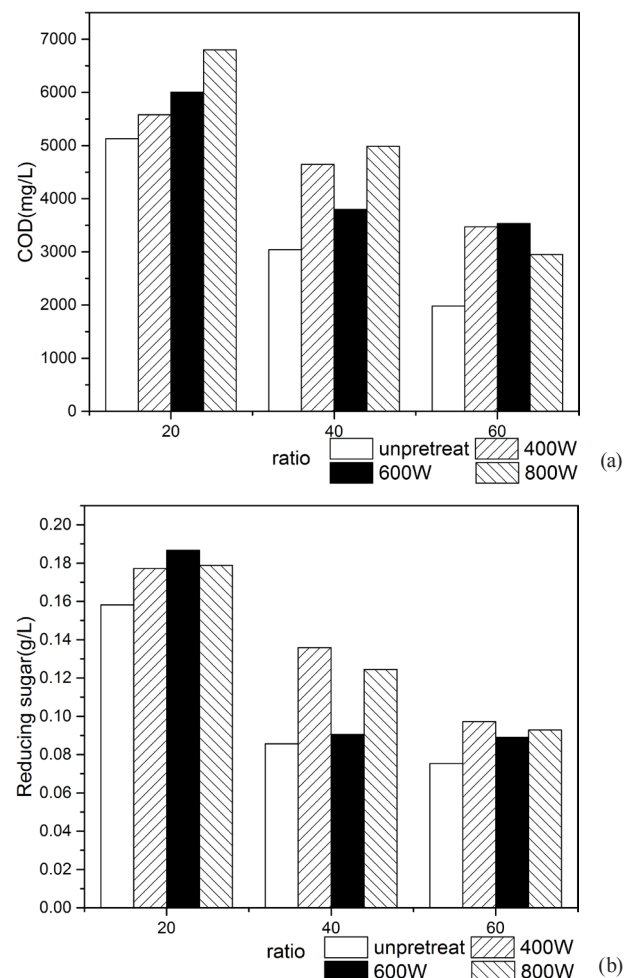 7000
6000
5000
4000
3000
2000
1000
0
COD(mg/L)
20 40 60
ratio unpretreat 400W
600W 800W
(a)
0.20
0.18
0.16
0.14
0.12
0.10
0.08
0.06
0.04
0.02
0.00
Reducing sugar(g/L)
20 40 60
ratio unpretreat 400W
600W 800W
(b)